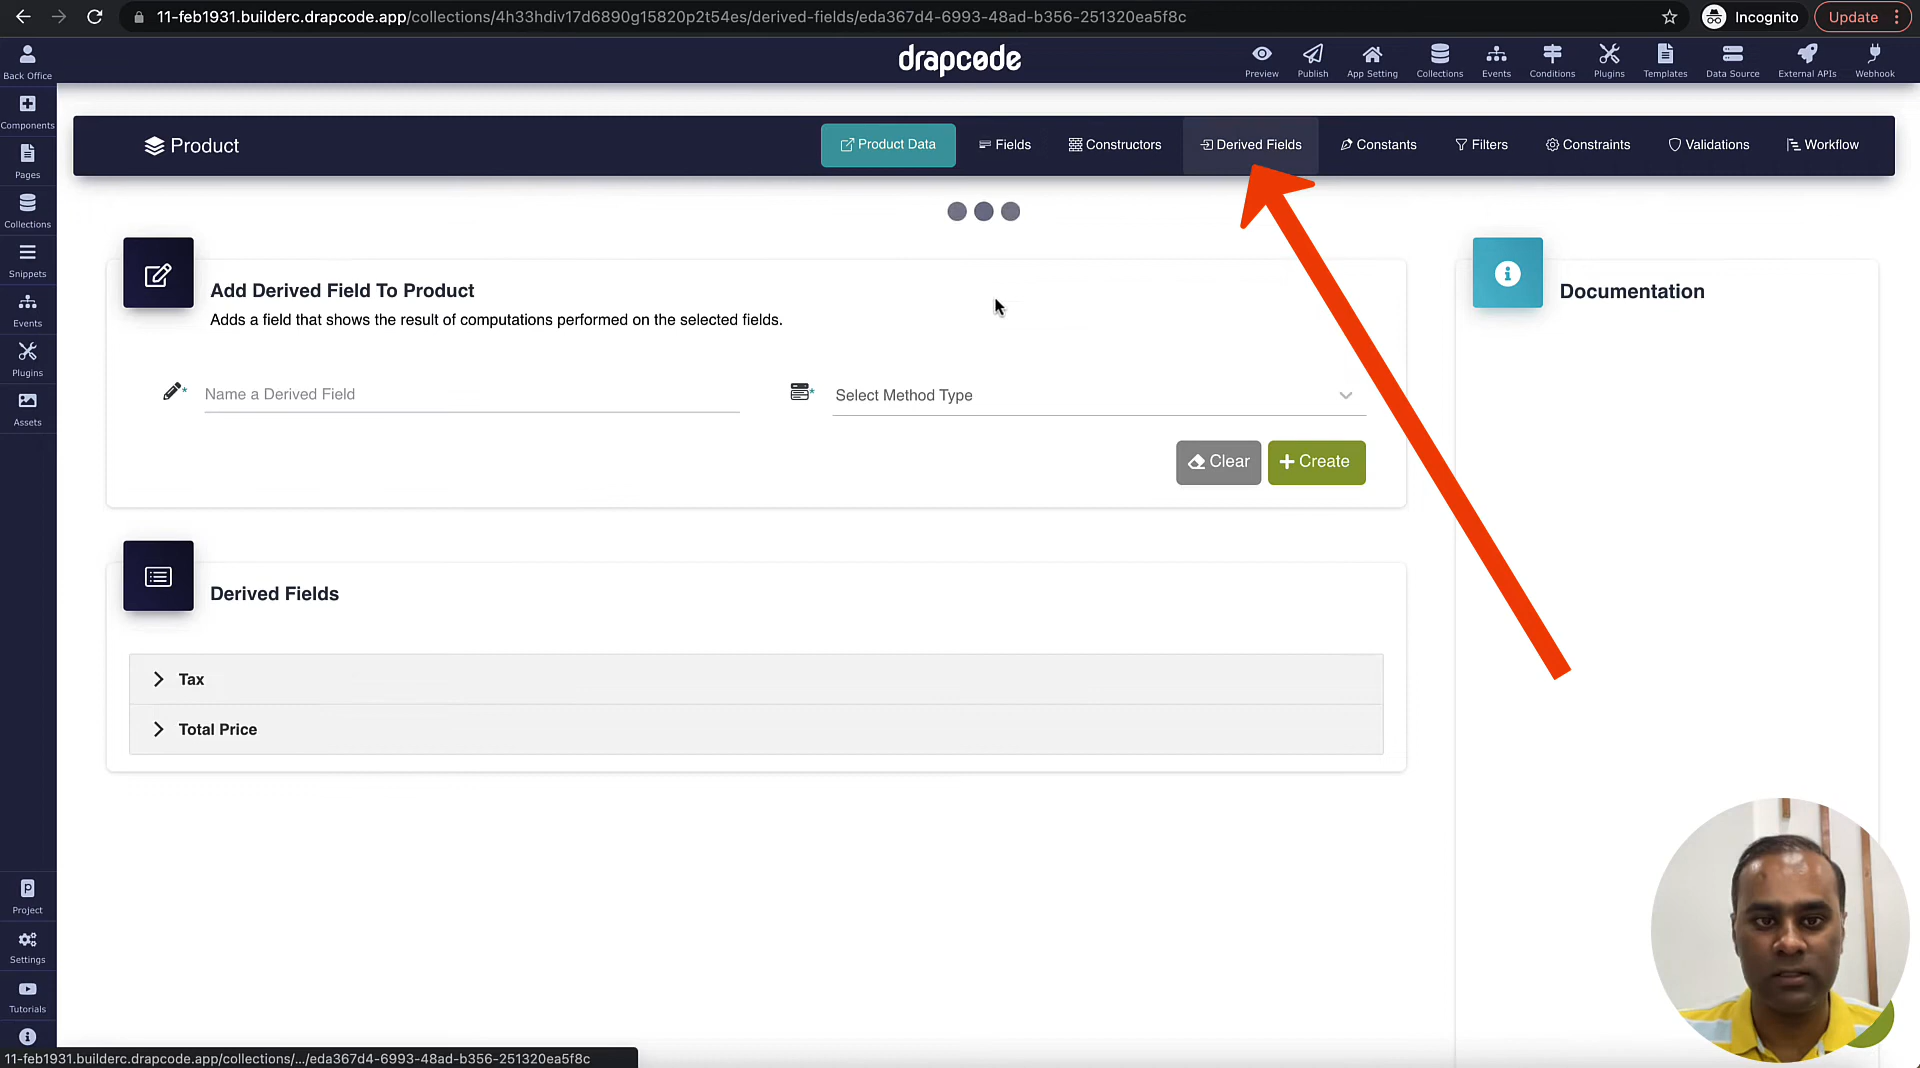 11-feb1931.builderc.drapcode.app/collections/4h33hdiv17d6890g15820p2t54es/derived-fields/eda367d4-6993-48ad-b356-251320ea5f8c
Incognito
Update
drapcode
Preview
Publish
App Setting
Collections
Events
Conditions
Plugins
Templates
Data Source
External APIs
Webhook
Back Office
Components
Pages
Collections
Snippets
Events
Plugins
Assets
Project
Settings
Tutorials
Product
Product Data
Fields
Constructors
Derived Fields
Constants
Filters
Constraints
Validations
Workflow
Add Derived Field To Product
Adds a field that shows the result of computations performed on the selected fields.
Name a Derived Field
Select Method Type
Clear
Create
Documentation
Derived Fields
Tax
Total Price
11-feb1931.builderc.drapcode.app/collections/.../eda367d4-6993-48ad-b356-251320ea5f8c